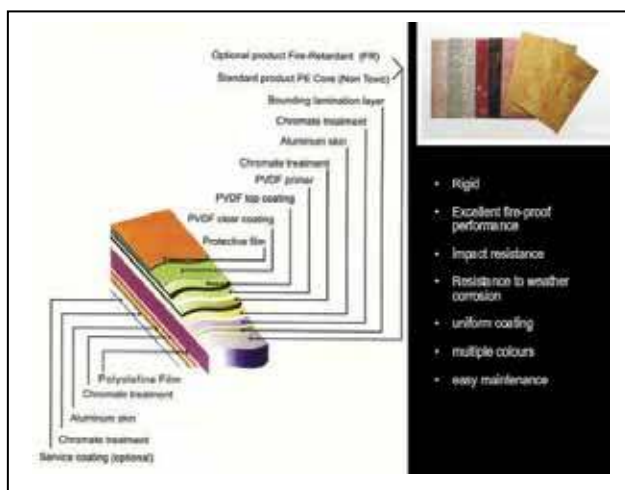 Optional product Fire-Retardant (FR)
Standard product PE Core (Non Toxic)
Bounding lamination layer
Chromate treatment
Aluminum skin
Chromate treatment
PVDF primer
PVDF top coating
PVDF clear coating
Protective film
Polyolefine Film
Chromate treatment
Aluminum skin
Chromate treatment
Service coating (optional)
• Rigid
• Excellent fire-proof
performance
• Impact resistance
• Resistance to weather
corrosion
• uniform coating
• multiple colours
• easy maintenance